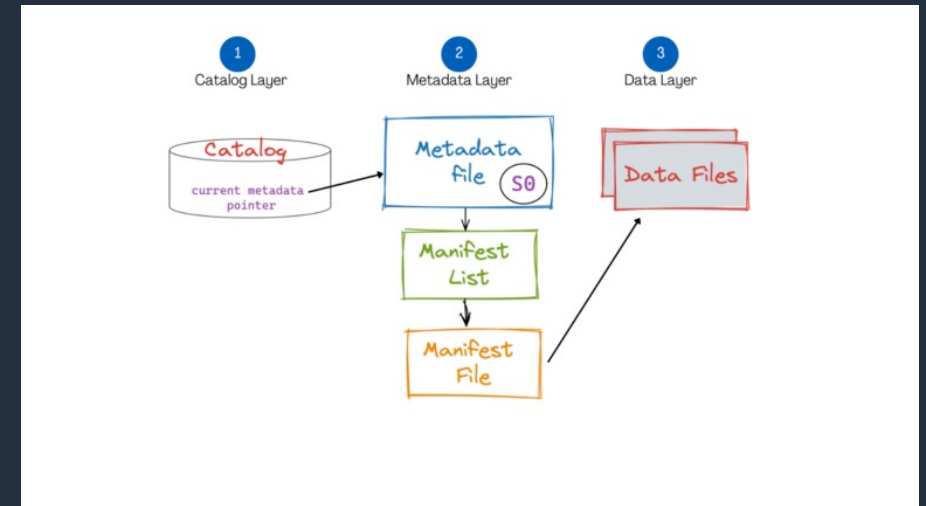 1
Catalog Layer
2
Metadata Layer
3
Data Layer
Catalog
current metadata
pointer
Metadata
file
S0
Manifest
List
Manifest
File
Data Files